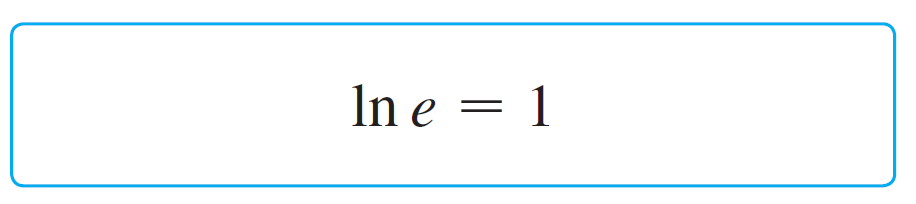 ln e = 1